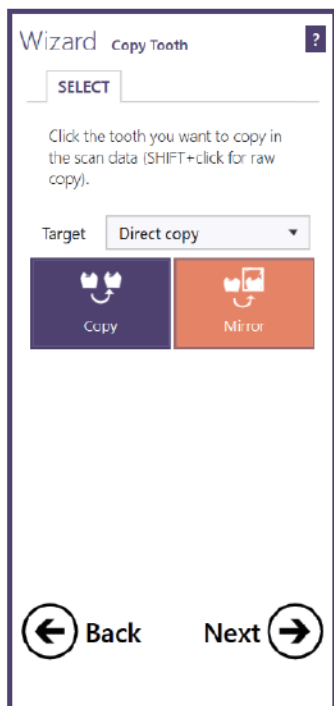 Wizard Copy Tooth ?
SELECT
Click the tooth you want to copy in
the scan data (SHIFT+click for raw
copy).
Target Direct copy
Copy Mirror
Back Next